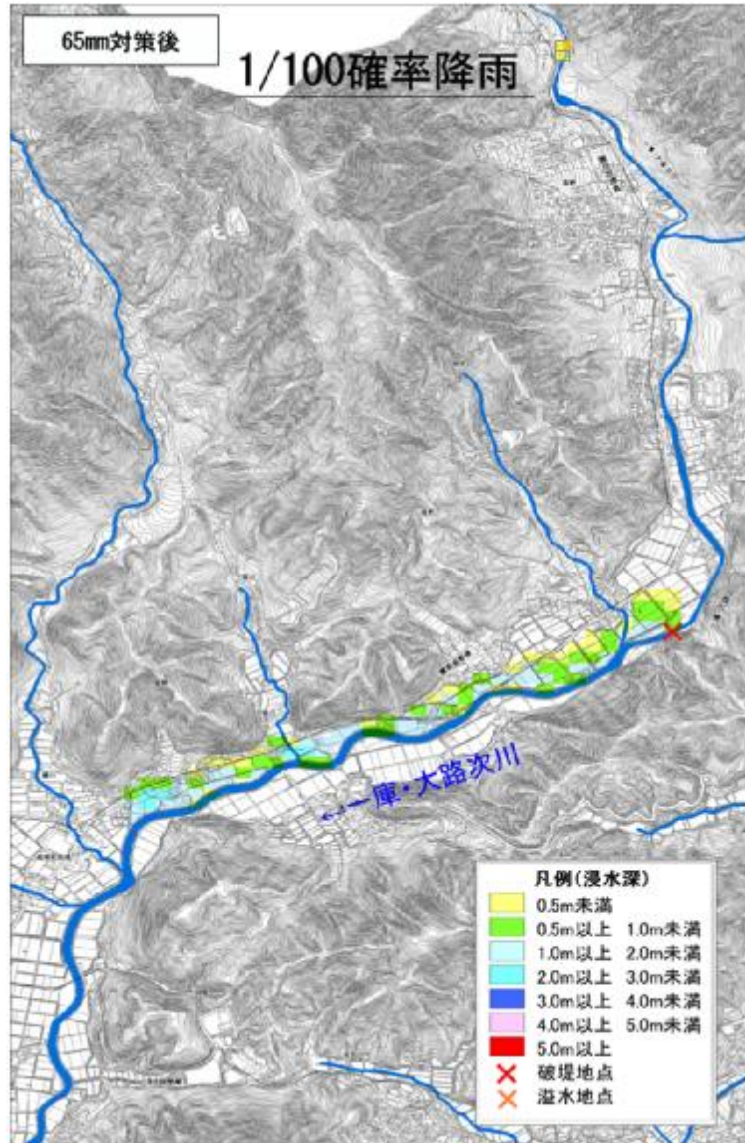 65mm対策後
1/100確率降雨
←庫・大路次川
凡例(浸水深)
0.5m未満
0.5m以上 1.0m未満
1.0m以上 2.0m未満
2.0m以上 3.0m未満
3.0m以上 4.0m未満
4.0m以上 5.0m未満
5.0m以上
破堤地点
溢水地点